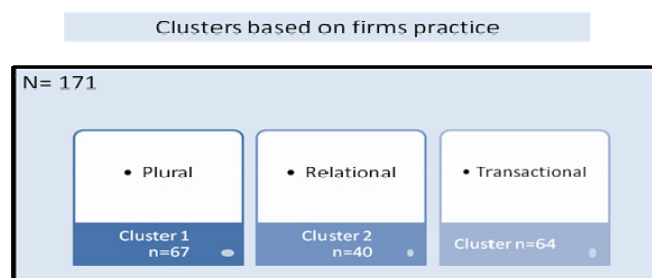 Clusters based on firms practice
N= 171
• Plural
• Relational
• Transactional
Cluster 1
n=67
Cluster 2
n=40
Cluster n=64